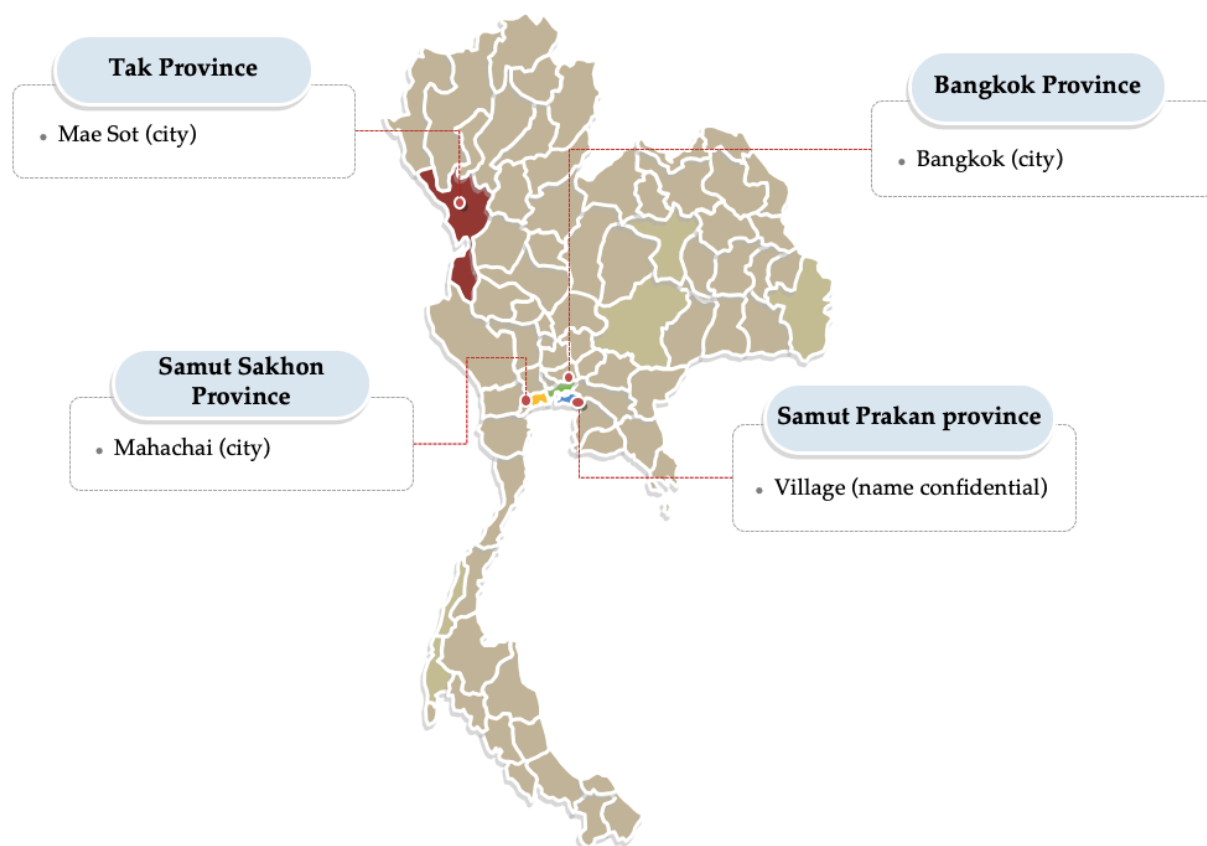 Tak Province
• Mae Sot (city)
Bangkok Province
• Bangkok (city)
Samut Sakhon
Province
• Mahachai (city)
Samut Prakan province
• Village (name confidential)